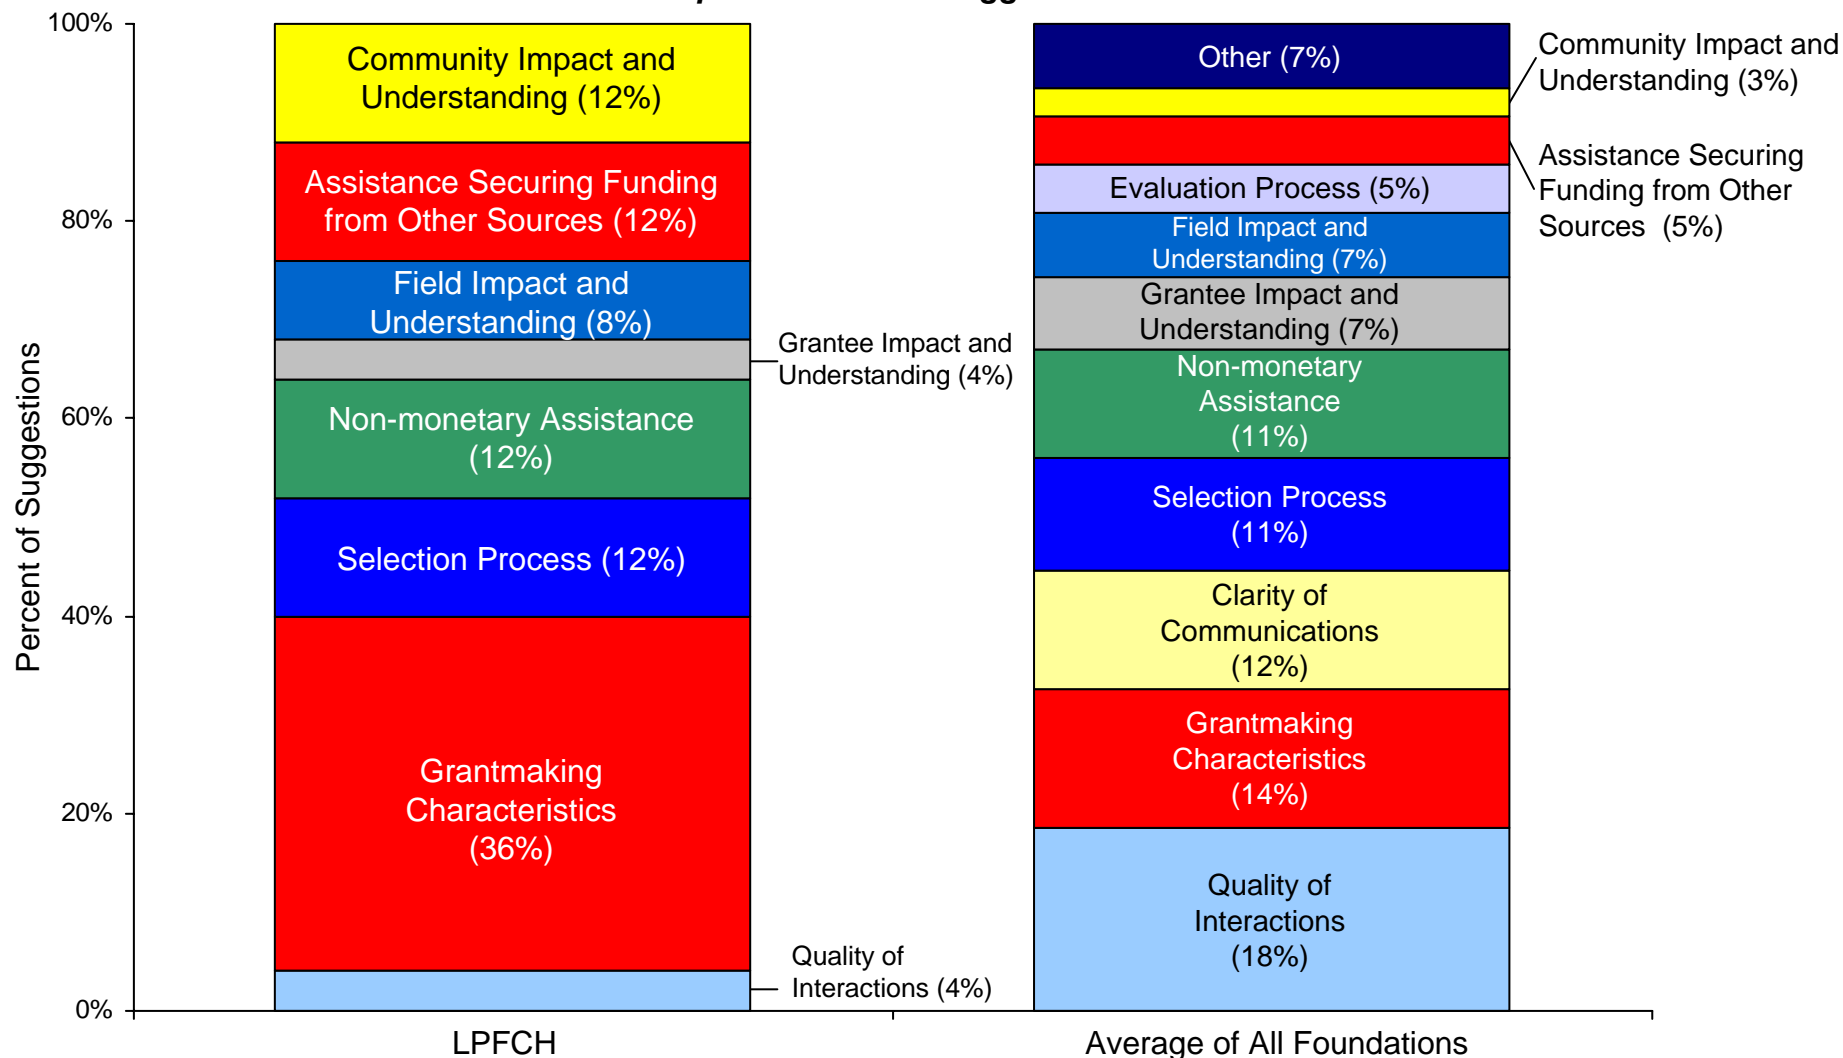 100%
80%
60%
40%
20%
0%
Percent of Suggestions
Community Impact and
Understanding (12%)
Assistance Securing Funding
from Other Sources (12%)
Field Impact and
Understanding (8%)
Grantee Impact and
Understanding (4%)
Non-monetary Assistance
(12%)
Selection Process (12%)
Grantmaking
Characteristics
(36%)
Quality of
Interactions (4%)
LPFCH
Other (7%)
Community Impact and
Understanding (3%)
Assistance Securing
Funding from Other
Sources (5%)
Evaluation Process (5%)
Field Impact and
Understanding (7%)
Grantee Impact and
Understanding (7%)
Non-monetary
Assistance
(11%)
Selection Process
(11%)
Clarity of
Communications
(12%)
Grantmaking
Characteristics
(14%)
Quality of
Interactions
(18%)
Average of All Foundations